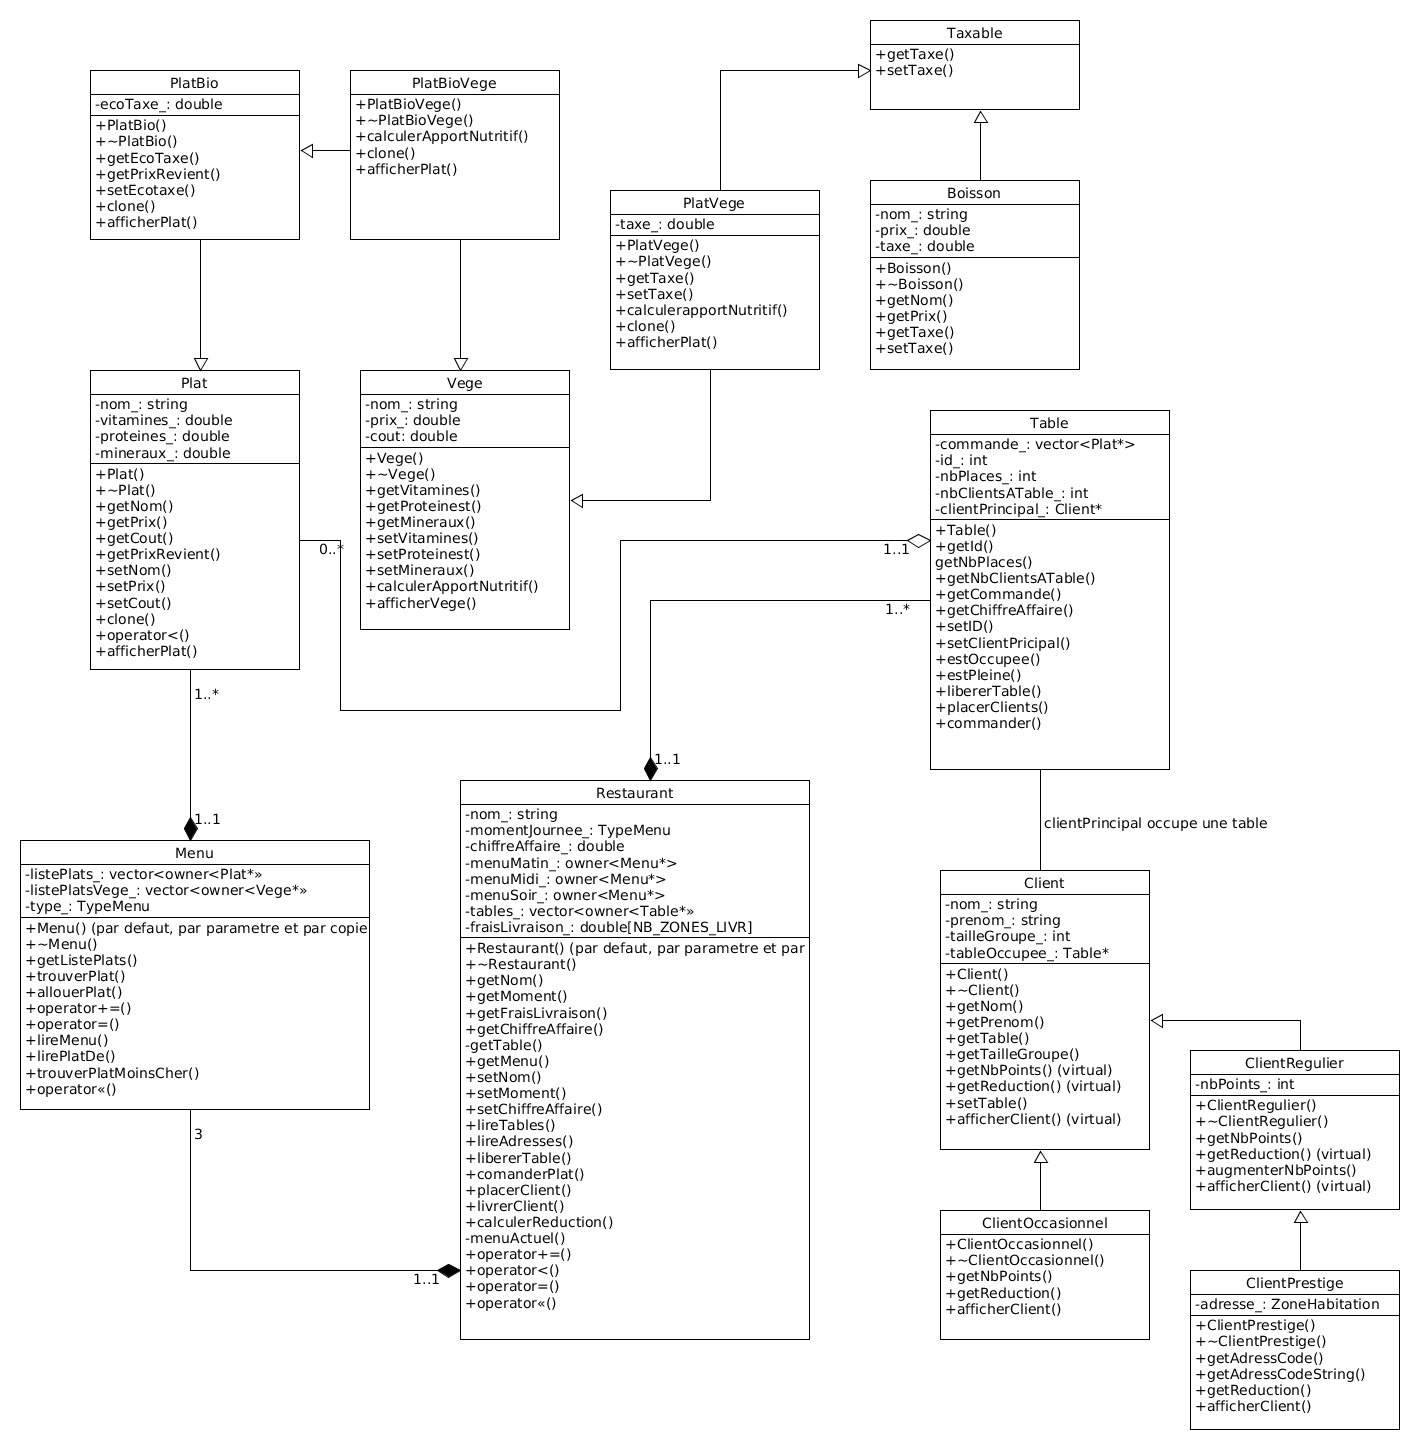 Taxable
+getTaxe()
+setTaxe()
PlatBio
-ecoTaxe_: double
+PlatBio()
+~PlatBio()
+getEcoTaxe()
+getPrixRevient()
+setEcotaxe()
+clone()
+afficherPlat()
PlatBioVege
+PlatBioVege()
+~PlatBioVege()
+calculerApportNutritif()
+clone()
+afficherPlat()
PlatVege
-taxe_: double
+PlatVege()
+~PlatVege()
+getTaxe()
+setTaxe()
+calculerapportNutritif()
+clone()
+afficherPlat()
Boisson
-nom_: string
-prix_: double
-taxe_: double
+Boisson()
+~Boisson()
+getNom()
+getPrix()
+getTaxe()
+setTaxe()
Plat
-nom_: string
-vitamines_: double
-proteines_: double
-mineraux_: double
+Plat()
+~Plat()
+getNom()
+getPrix()
+getCout()
+getPrixRevient()
+setNom()
+setPrix()
+setCout()
+clone()
+operator<()
+afficherPlat()
0..*
Vege
-nom_: string
-prix_: double
-cout: double
+Vege()
+~Vege()
+getVitamines()
+getProteinest()
+getMineraux()
+setVitamines()
+setProteinest()
+setMineraux()
+calculerApportNutritif()
+afficherVege()
1..1
1..*
Table
-commande_: vector<Plat*>
-id_: int
-nbPlaces_: int
-nbClientsATable_: int
-clientPrincipal_: Client*
+Table()
+getId()
getNbPlaces()
+getNbClientsATable()
+getCommande()
+getChiffreAffaire()
+setID()
+setClientPricipal()
+estOccupee()
+estPleine()
+libererTable()
+placerClients()
+commander()
1..*
1..1
1..1
clientPrincipal occupe une table
Menu
-listePlats_: vector<owner<Plat*»
-listePlatsVege_: vector<owner<Vege*»
-type_: TypeMenu
+Menu() (par defaut, par parametre et par copie
+~Menu()
+getListePlats()
+trouverPlat()
+allouerPlat()
+operator+=()
+operator=()
+lireMenu()
+lirePlatDe()
+trouverPlatMoinsCher()
+operator«()
3
1..1
Restaurant
-nom_: string
-momentJournee_: TypeMenu
-chiffreAffaire_: double
-menuMatin_: owner<Menu*>
-menuMidi_: owner<Menu*>
-menuSoir_: owner<Menu*>
-tables_: vector<owner<Table*»
-fraisLivraison_: double[NB_ZONES_LIVR]
+Restaurant() (par defaut, par parametre et par
+~Restaurant()
+getNom()
+getMoment()
+getFraisLivraison()
+getChiffreAffaire()
-getTable()
+getMenu()
+setNom()
+setMoment()
+setChiffreAffaire()
+lireTables()
+lireAdresses()
+libererTable()
+comanderPlat()
+placerClient()
+livrerClient()
+calculerReduction()
-menuActuel()
+operator+=()
+operator<()
+operator=()
+operator«()
Client
-nom_: string
-prenom_: string
-tailleGroupe_: int
-tableOccupee_: Table*
+Client()
+~Client()
+getNom()
+getPrenom()
+getTable()
+getTailleGroupe()
+getNbPoints() (virtual)
+getReduction() (virtual)
+setTable()
+afficherClient() (virtual)
ClientRegulier
-nbPoints_: int
+ClientRegulier()
+~ClientRegulier()
+getNbPoints()
+getReduction() (virtual)
+augmenterNbPoints()
+afficherClient() (virtual)
ClientOccasionnel
+ClientOccasionnel()
+~ClientOccasionnel()
+getNbPoints()
+getReduction()
+afficherClient()
ClientPrestige
-adresse_: ZoneHabitation
+ClientPrestige()
+~ClientPrestige()
+getAdressCode()
+getAdressCodeString()
+getReduction()
+afficherClient()